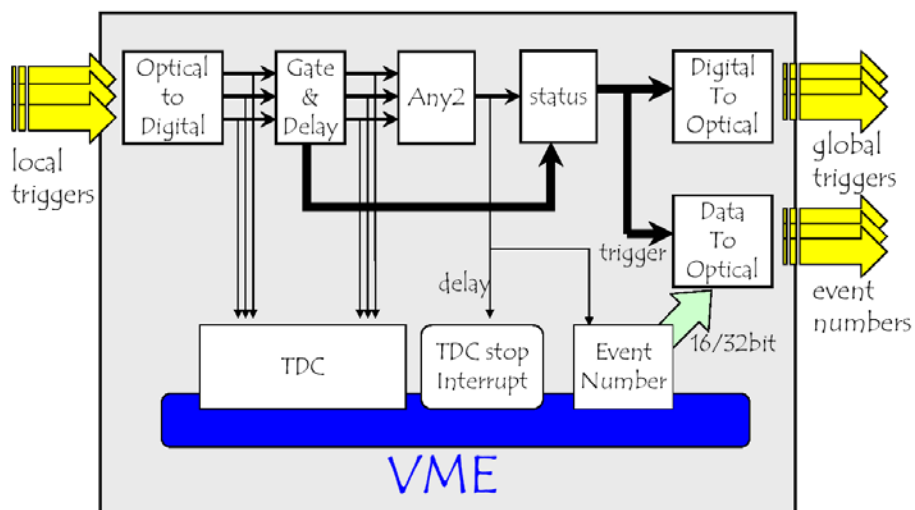 Optical
to
Digital
Gate
&
Delay
Any2
status
Digital
To
Optical
local
triggers
global
triggers
Data
To
Optical
trigger
delay
event
numbers
16/32bit
TDC
TDC stop
Interrupt
Event
Number
VME